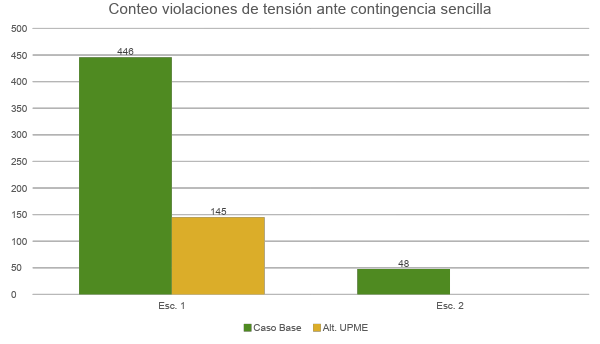 Conteo violaciones de tensión ante contingencia sencilla
500
450
400
350
300
250
200
150
100
50
0
446
145
48
Esc. 1
Esc. 2
Caso Base
Alt. UPME